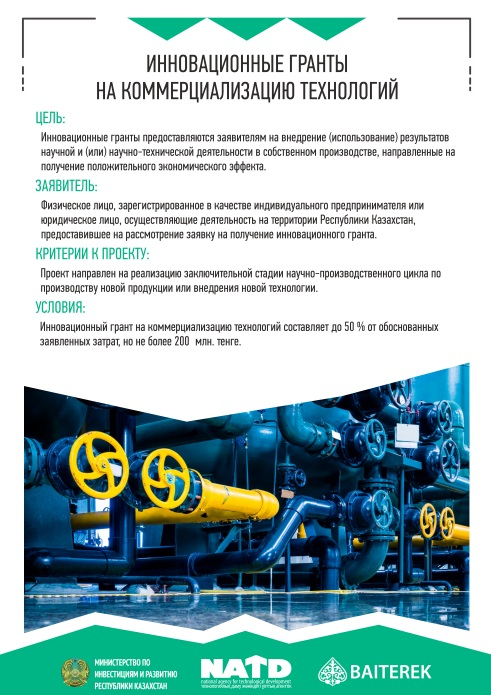 ИННОВАЦИОННЫЕ ГРАНТЫ
НА КОММЕРЦИАЛИЗАЦИЮ ТЕХНОЛОГИЙ
ЦЕЛЬ:
Инновационные гранты предоставляются заявителям на внедрение (использование) результатов
научной и (или) научно-технической деятельности в собственном производстве, направленные на
получение положительного экономического эффекта.
ЗАЯВИТЕЛЬ:
Физическое лицо, зарегистрированное в качестве индивидуального предпринимателя или
юридическое лицо, осуществляющие деятельность на территории Республики Казахстан,
предоставившее на рассмотрение заявку на получение инновационного гранта.
КРИТЕРИИ К ПРОЕКТУ:
Проект направлен на реализацию заключительной стадии научно-производственного цикла по
производству новой продукции или внедрения новой технологии.
УСЛОВИЯ:
Инновационный грант на коммерциализацию технологий составляет до 50 % от обоснованных
заявленных затрат, но не более 200 млн. тенге.
МИНИСТЕРСТВО ПО
ИНВЕСТИЦИЯМ И РАЗВИТИЮ
РЕСПУБЛИКИ КАЗАХСТАН
NATD
national agency for technological development
BAITEREK